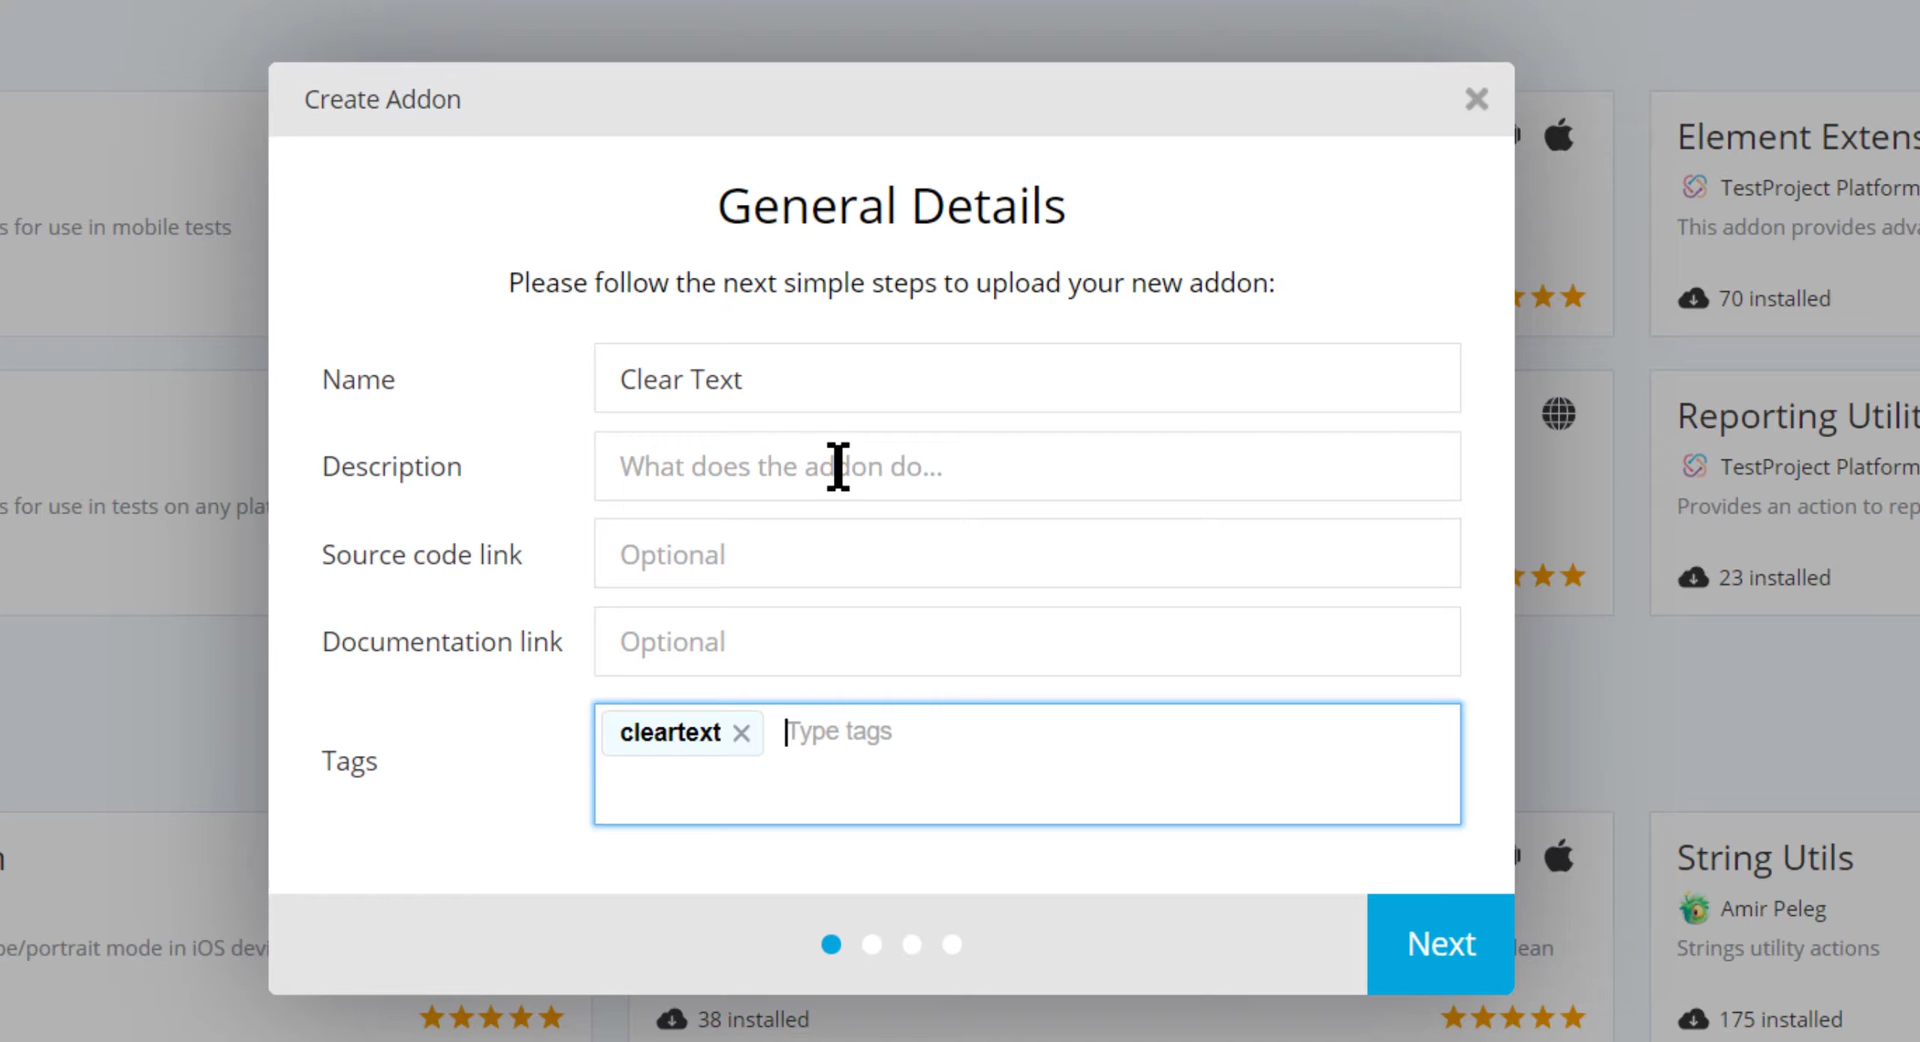 Create Addon
General Details
Please follow the next simple steps to upload your new addon:
Name
Clear Text
Description
What does the addon do...
Source code link
Optional
Documentation link
Optional
Tags
cleartext
Type tags
Next
s for use in mobile tests
s for use in tests on any pla
pe/portrait mode in iOS devi
38 installed
Element Extens
TestProject Platform
This addon provides adva
70 installed
Reporting Utilit
TestProject Platform
Provides an action to rep
23 installed
String Utils
Amir Peleg
lean
Strings utility actions
175 installed